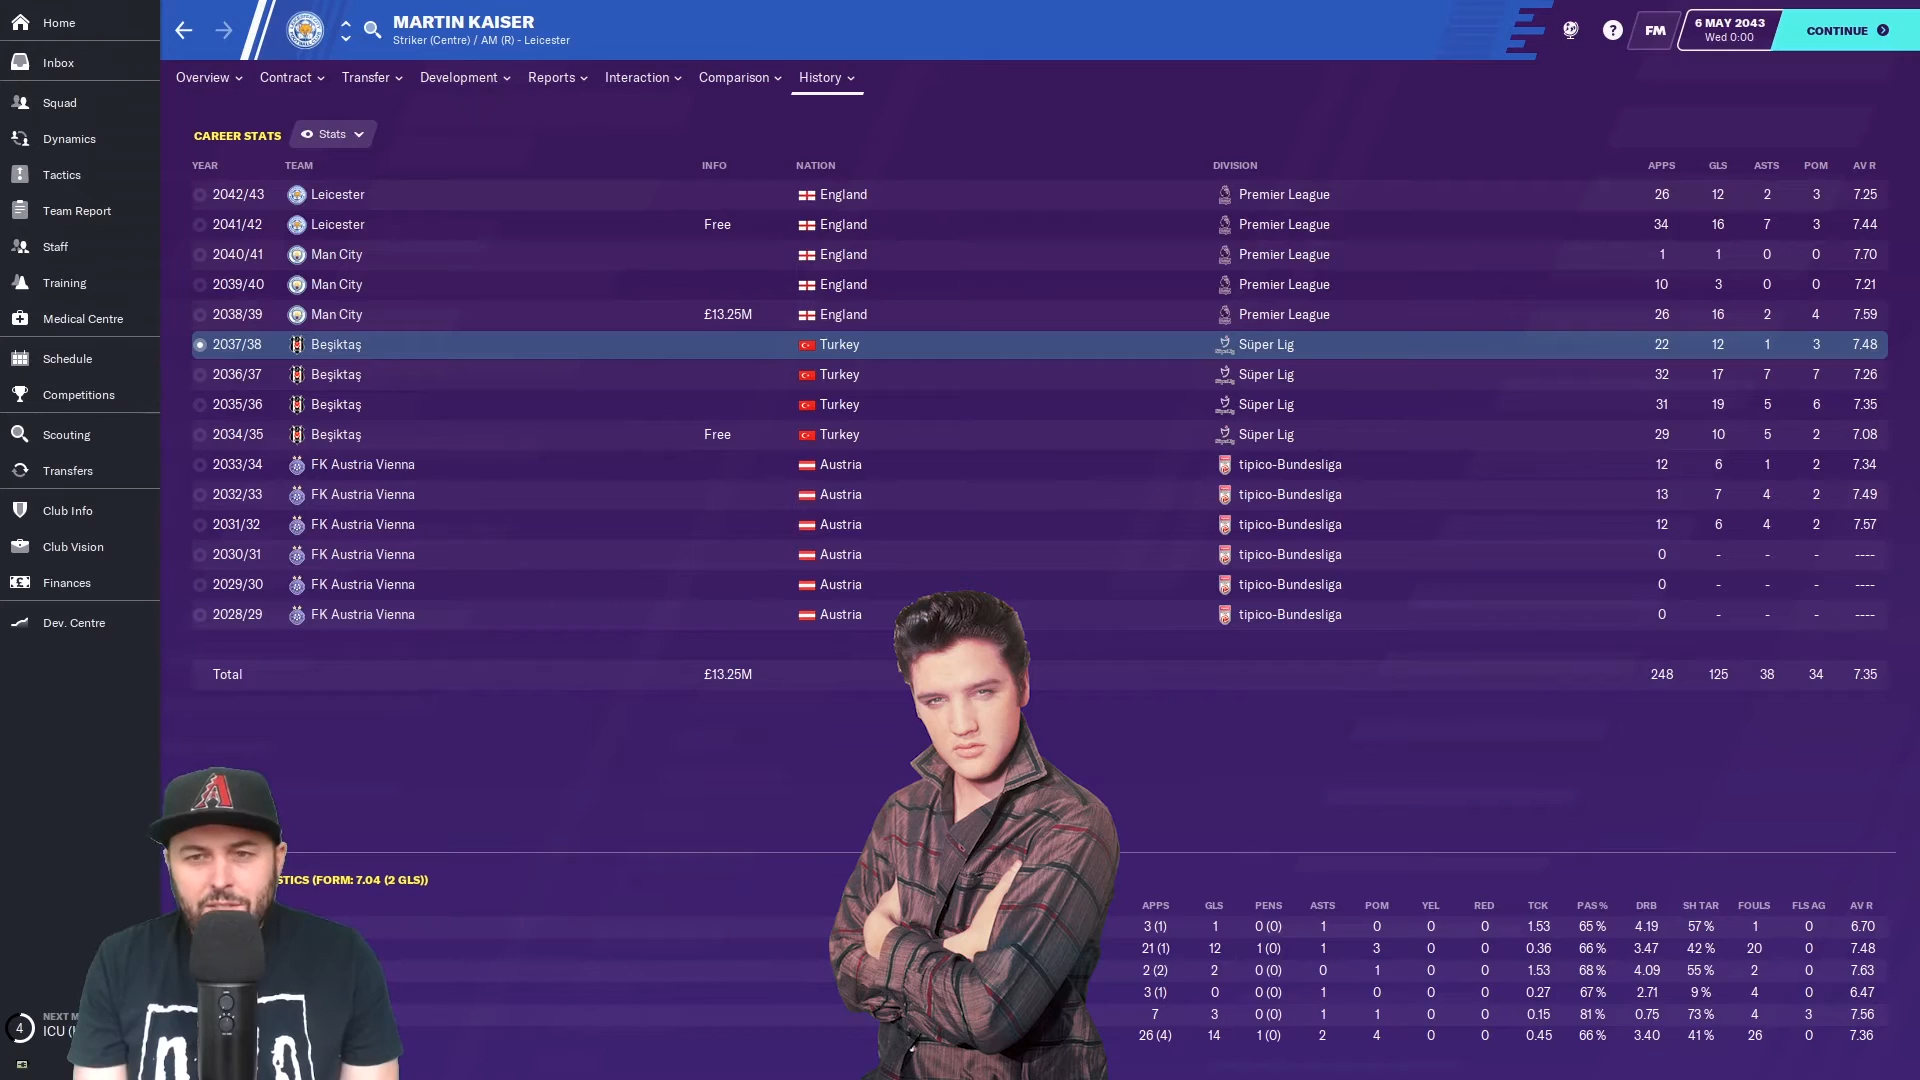 Home
Inbox
Squad
Dynamics
Tactics
Team Report
Staff
Training
Medical Centre
Schedule
Competitions
Scouting
Transfers
Club Info
Club Vision
Finances
Dev. Centre
4 NEXT M
ICU
MARTIN KAISER
Striker (Centre) / AM (R) - Leicester
? FM 6 MAY 2043 CONTINUE
Wed 0:00
Overview Contract Transfer Development Reports Interaction Comparison History
CAREER STATS Stats
YEAR TEAM INFO NATION DIVISION APPS GLS ASTS POM AV R
2042/43 Leicester England Premier League 26 12 2 3 7.25
2041/42 Leicester Free England Premier League 34 16 7 3 7.44
2040/41 Man City England Premier League 1 1 0 0 7.70
2039/40 Man City England Premier League 10 3 0 0 7.21
2038/39 Man City £13.25M England Premier League 26 16 2 4 7.59
2037/38 Beşiktaş Turkey Süper Lig 22 12 1 3 7.48
2036/37 Beşiktaş Turkey Süper Lig 32 17 7 7 7.26
2035/36 Beşiktaş Turkey Süper Lig 31 19 5 6 7.35
2034/35 Beşiktaş Free Turkey Süper Lig 29 10 5 2 7.08
2033/34 FK Austria Vienna Austria tipico-Bundesliga 12 6 1 2 7.34
2032/33 FK Austria Vienna Austria tipico-Bundesliga 13 7 4 2 7.49
2031/32 FK Austria Vienna Austria tipico-Bundesliga 12 6 4 2 7.57
2030/31 FK Austria Vienna Austria tipico-Bundesliga 0 - - - ----
2029/30 FK Austria Vienna Austria tipico-Bundesliga 0 - - - ----
2028/29 FK Austria Vienna Austria tipico-Bundesliga 0 - - - ----
Total £13.25M 248 125 38 34 7.35
STICS (FORM: 7.04 (2 GLS))
APPS GLS PENS ASTS POM YEL RED TCK PAS % DRB SH TAR FOULS FLS AG AV R
3 (1) 1 0 (0) 1 0 0 0 1.53 65 % 4.19 57 % 1 0 6.70
21 (1) 12 1 (0) 1 3 0 0 0.36 66 % 3.47 42 % 20 0 7.48
2 (2) 2 0 (0) 0 1 0 0 1.53 68 % 4.09 55 % 2 0 7.63
3 (1) 0 0 (0) 1 0 0 0 0.27 67 % 2.71 9 % 4 0 6.47
7 3 0 (0) 1 1 0 0 0.15 81 % 0.75 73 % 4 3 7.56
26 (4) 14 1 (0) 2 4 0 0 0.45 66 % 3.40 41 % 26 0 7.36
A